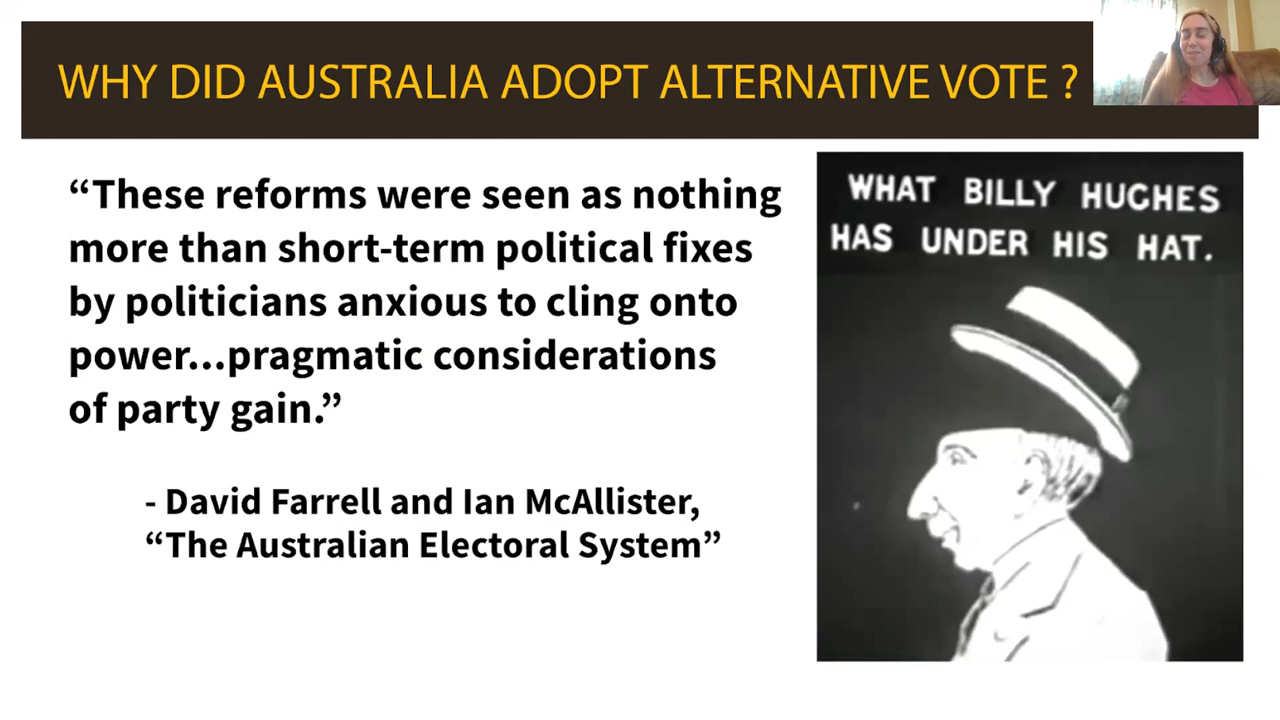 WHY DID AUSTRALIA ADOPT ALTERNATIVE VOTE ?
“These reforms were seen as nothing
more than short-term political fixes
by politicians anxious to cling onto
power...pragmatic considerations
of party gain.”
- David Farrell and Ian McAllister,
“The Australian Electoral System”
WHAT BILLY HUGHES
HAS UNDER HIS HAT.